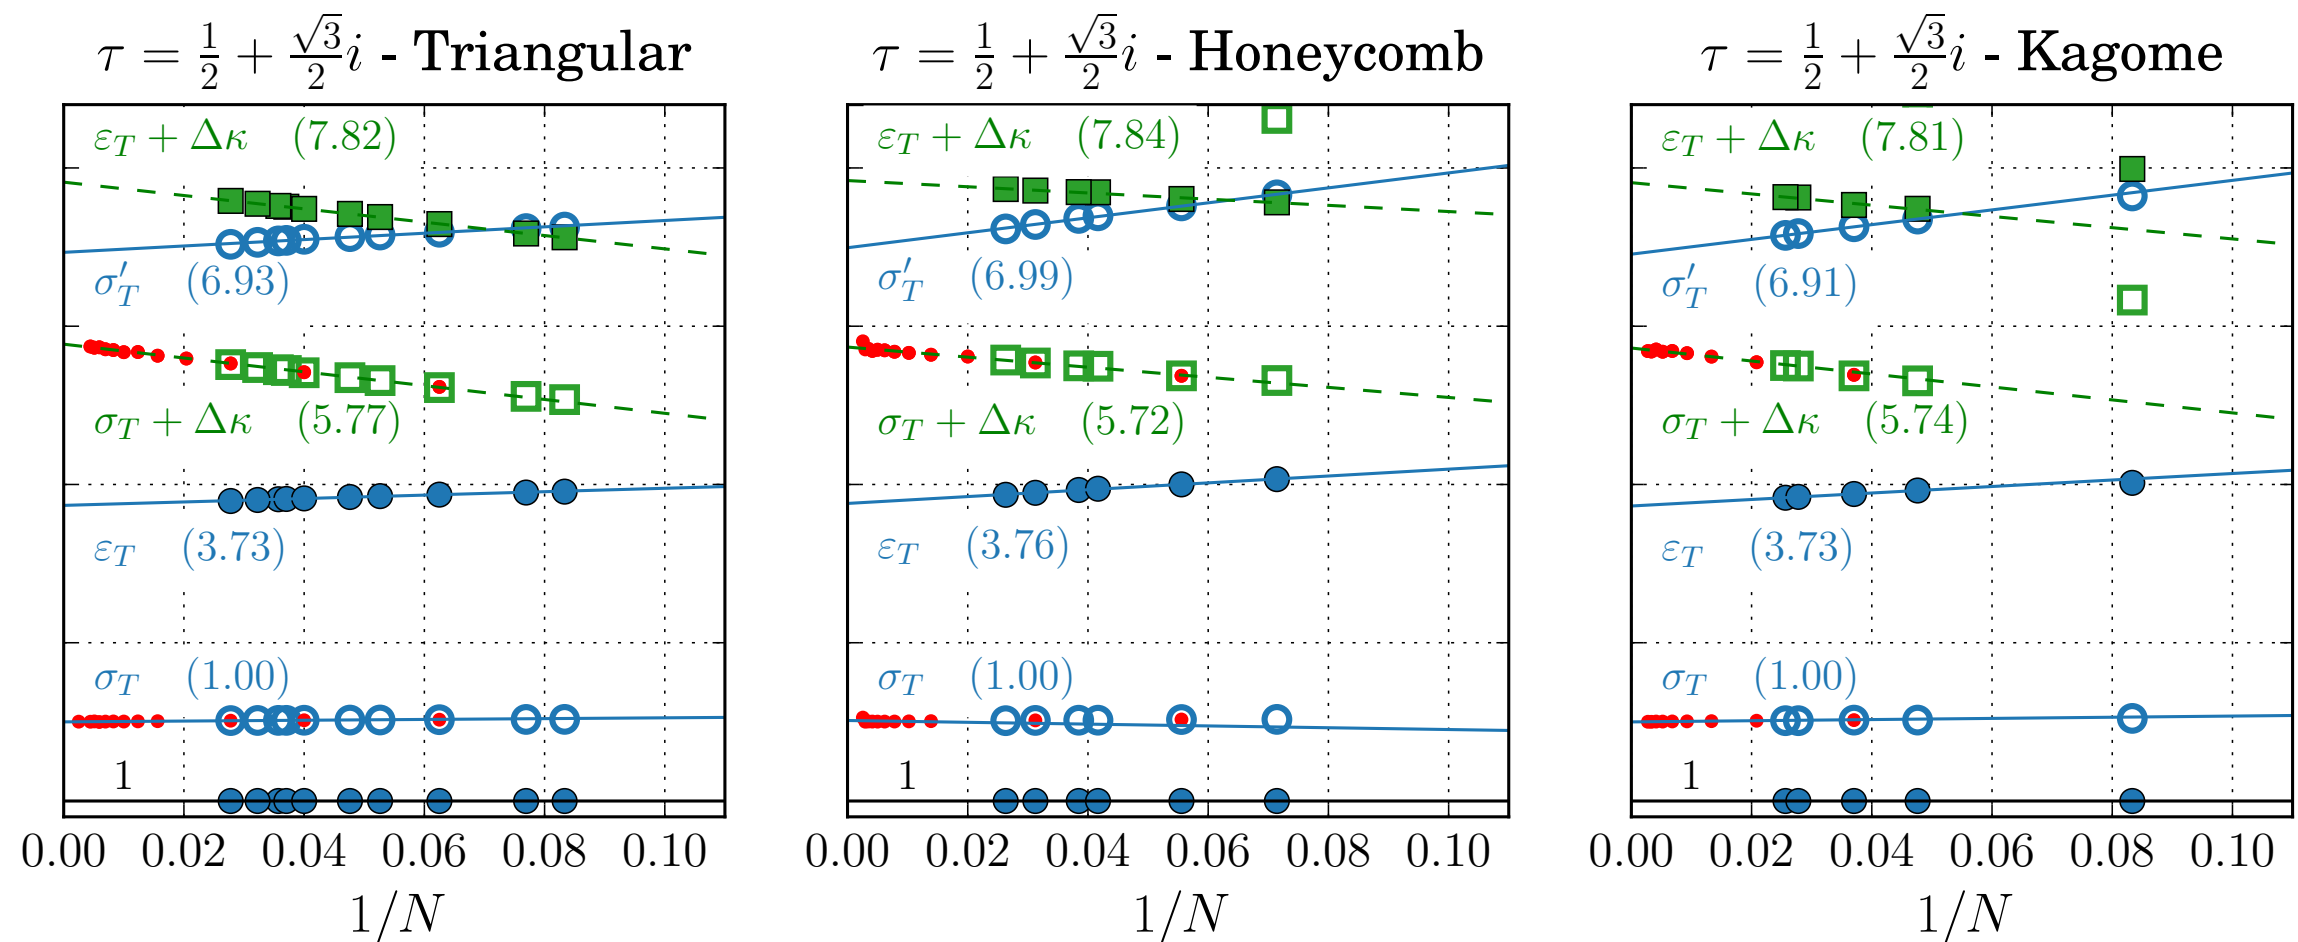 τ = 1/2 + √3/2 i - Triangular
ε_T + Δκ (7.82)
σ′_T (6.93)
σ_T + Δκ (5.77)
ε_T (3.73)
σ_T (1.00)
1
0.00 0.02 0.04 0.06 0.08 0.10
1/N
τ = 1/2 + √3/2 i - Honeycomb
ε_T + Δκ (7.84)
σ′_T (6.99)
σ_T + Δκ (5.72)
ε_T (3.76)
σ_T (1.00)
1
0.00 0.02 0.04 0.06 0.08 0.10
1/N
τ = 1/2 + √3/2 i - Kagome
ε_T + Δκ (7.81)
σ′_T (6.91)
σ_T + Δκ (5.74)
ε_T (3.73)
σ_T (1.00)
1
0.00 0.02 0.04 0.06 0.08 0.10
1/N